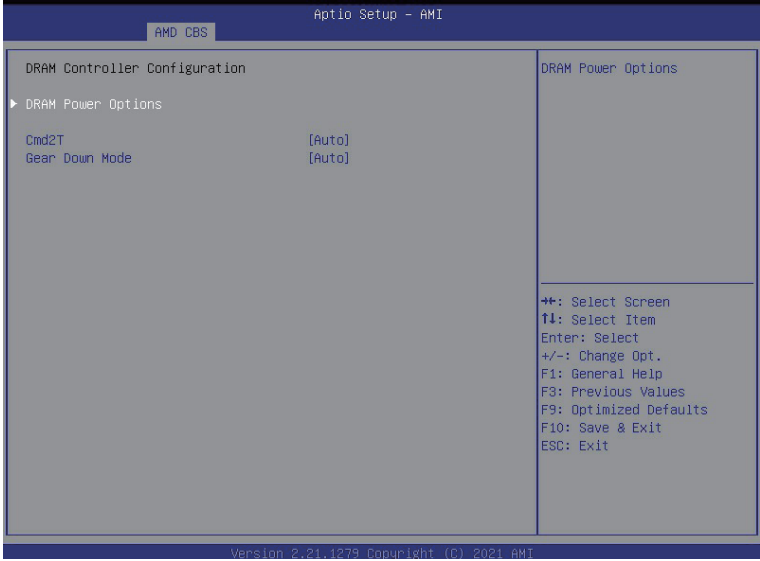 Aptio Setup – AMI
AMD CBS
DRAM Controller Configuration
DRAM Power Options
Cmd2T [Auto]
Gear Down Mode [Auto]
DRAM Power Options
→←: Select Screen
↑↓: Select Item
Enter: Select
+/-: Change Opt.
F1: General Help
F3: Previous Values
F9: Optimized Defaults
F10: Save & Exit
ESC: Exit
Version 2.21.1279 Copyright (C) 2021 AMI